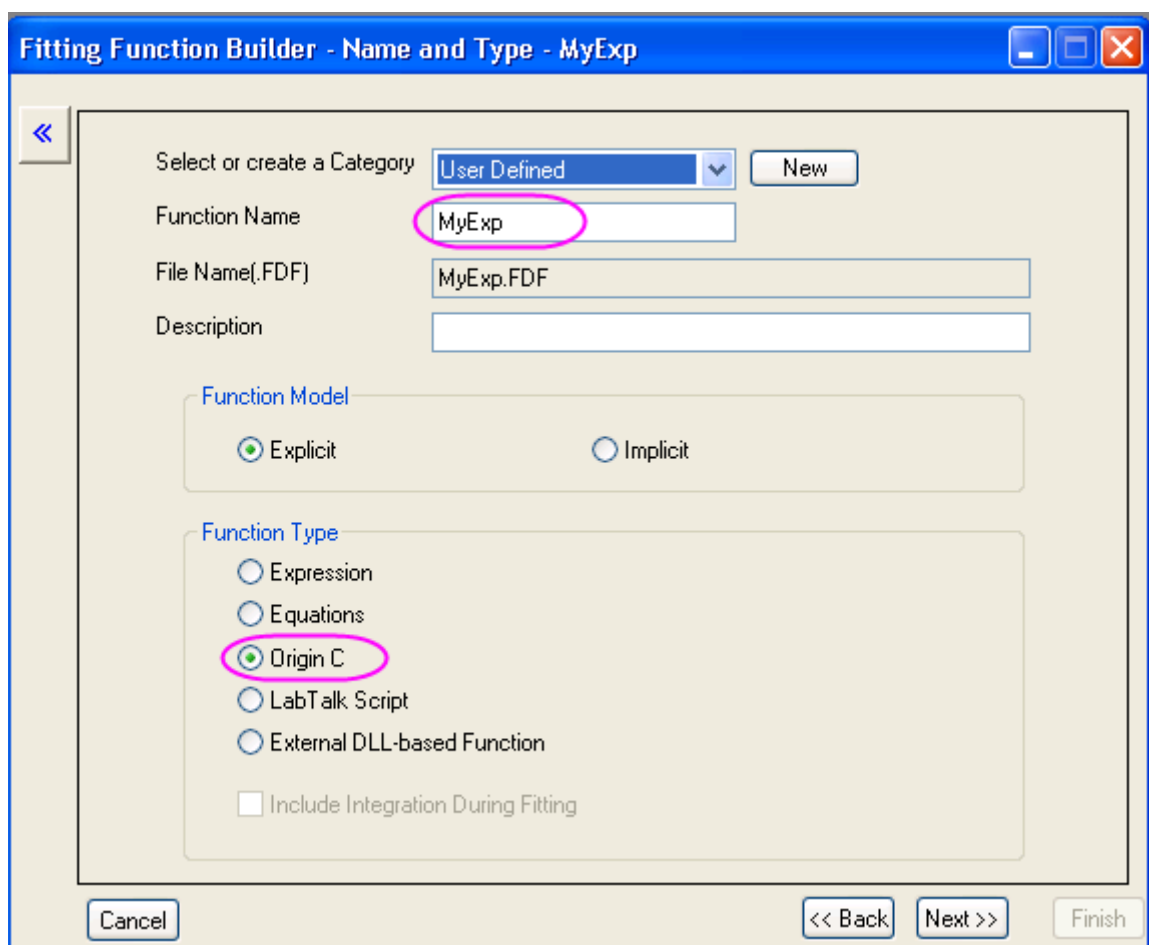 Fitting Function Builder - Name and Type - MyExp
Select or create a Category User Defined New
Function Name MyExp
File Name(.FDF) MyExp.FDF
Description
Function Model
Explicit Implicit
Function Type
Expression
Equations
Origin C
LabTalk Script
External DLL-based Function
Include Integration During Fitting
Cancel << Back Next >> Finish